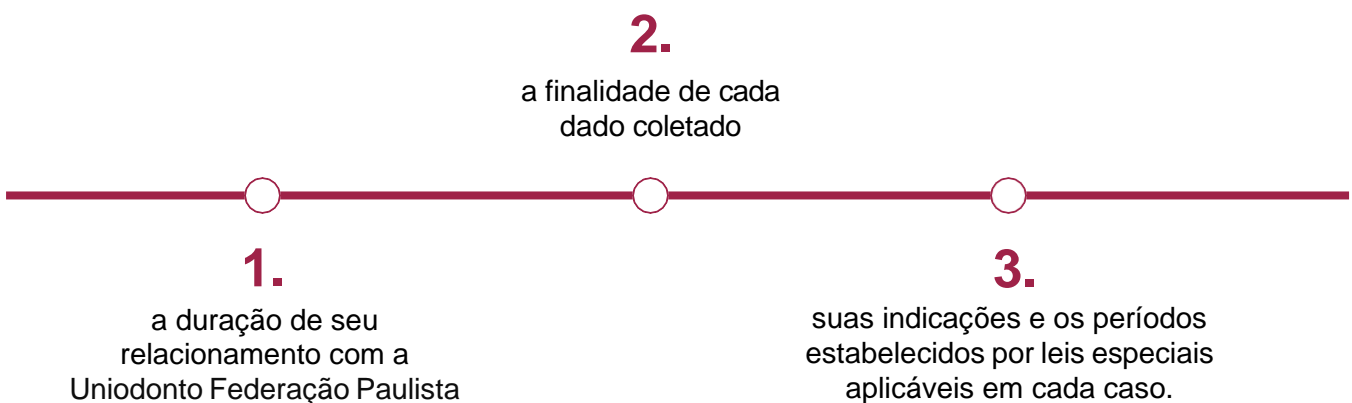 1.
a duração de seu
relacionamento com a
Uniodonto Federação Paulista
2.
a finalidade de cada
dado coletado
3.
suas indicações e os períodos
estabelecidos por leis especiais
aplicáveis em cada caso.